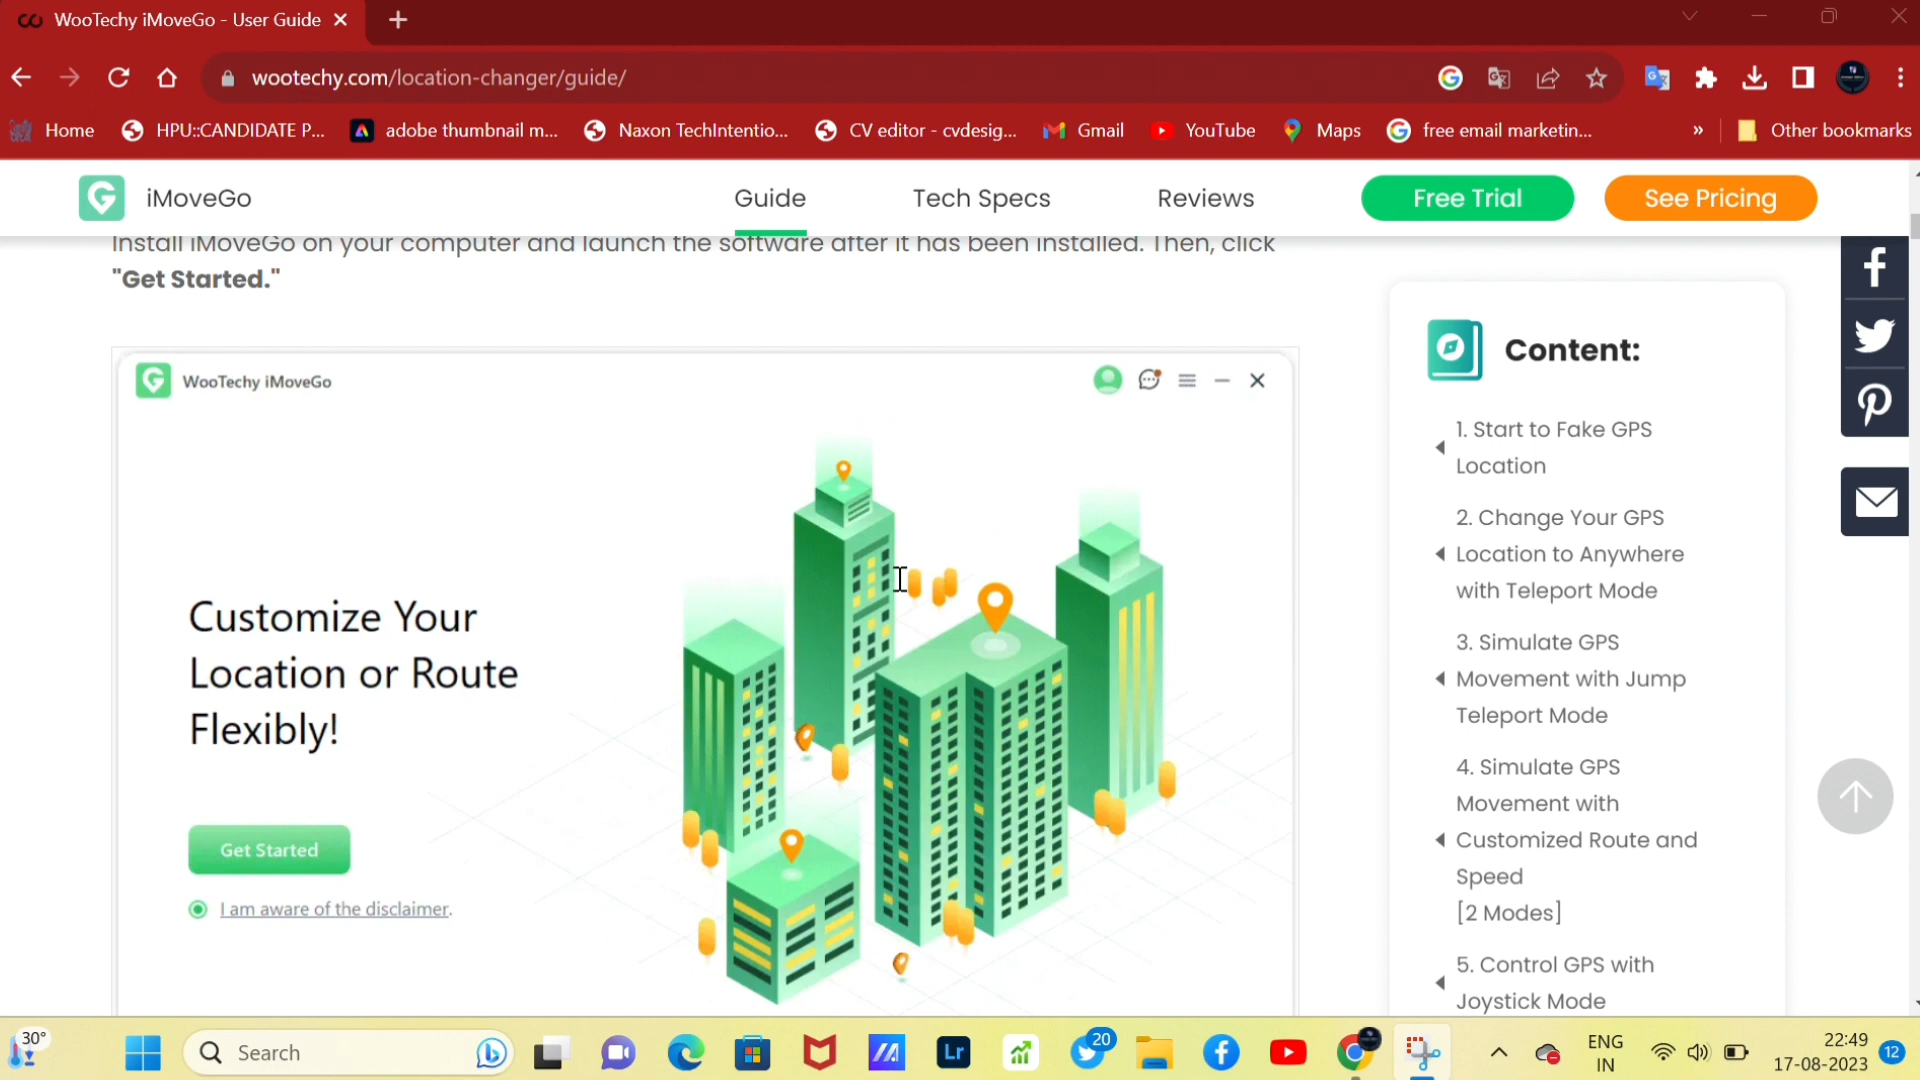 WooTechy iMoveGo - User Guide
wootechy.com/location-changer/guide/
Home
HPU::CANDIDATE P...
adobe thumbnail m...
Naxon TechIntentio...
CV editor - cvdesig...
Gmail
YouTube
Maps
free email marketin...
»
Other bookmarks
iMoveGo
Guide
Tech Specs
Reviews
Free Trial
See Pricing
Install iMoveGo on your computer and launch the software after it has been installed. Then, click
"Get Started."
WooTechy iMoveGo
Customize Your
Location or Route
Flexibly!
Get Started
I am aware of the disclaimer.
Content:
1. Start to Fake GPS
Location
2. Change Your GPS
Location to Anywhere
with Teleport Mode
3. Simulate GPS
Movement with Jump
Teleport Mode
4. Simulate GPS
Movement with
Customized Route and
Speed
[2 Modes]
5. Control GPS with
Joystick Mode
30°
Search
Lr
20
ENG
IN
22:49
17-08-2023
12